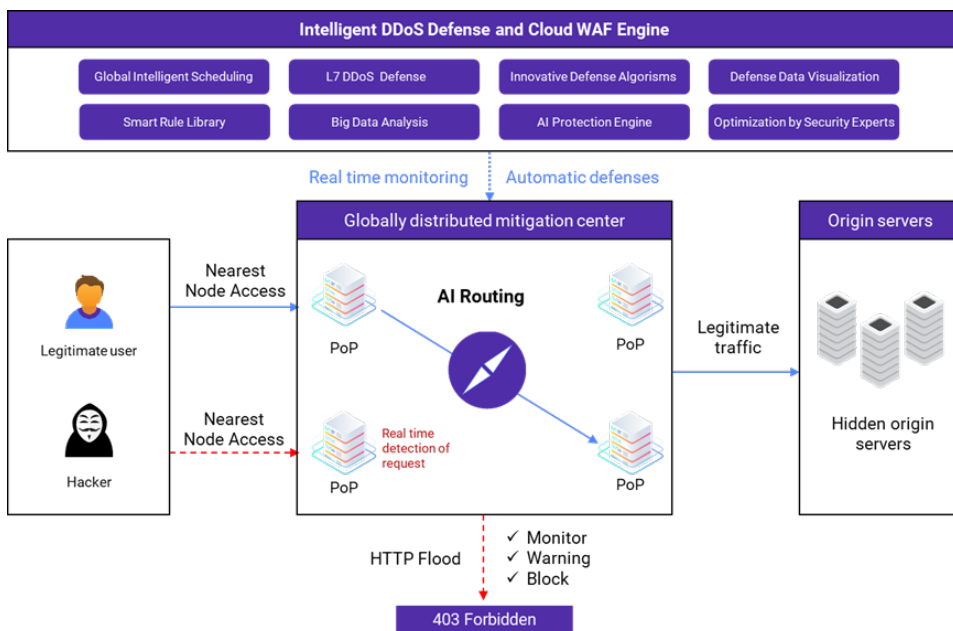 Intelligent DDoS Defense and Cloud WAF Engine
Global Intelligent Scheduling
L7 DDoS Defense
Innovative Defense Algorisms
Defense Data Visualization
Smart Rule Library
Big Data Analysis
AI Protection Engine
Optimization by Security Experts
Real time monitoring
Automatic defenses
Globally distributed mitigation center
Origin servers
Legitimate user
Hacker
Nearest
Node Access
Nearest
Node Access
PoP
AI Routing
PoP
PoP
Real time
detection of
request
PoP
Legitimate
traffic
Hidden origin
servers
HTTP Flood
✓ Monitor
✓ Warning
✓ Block
403 Forbidden